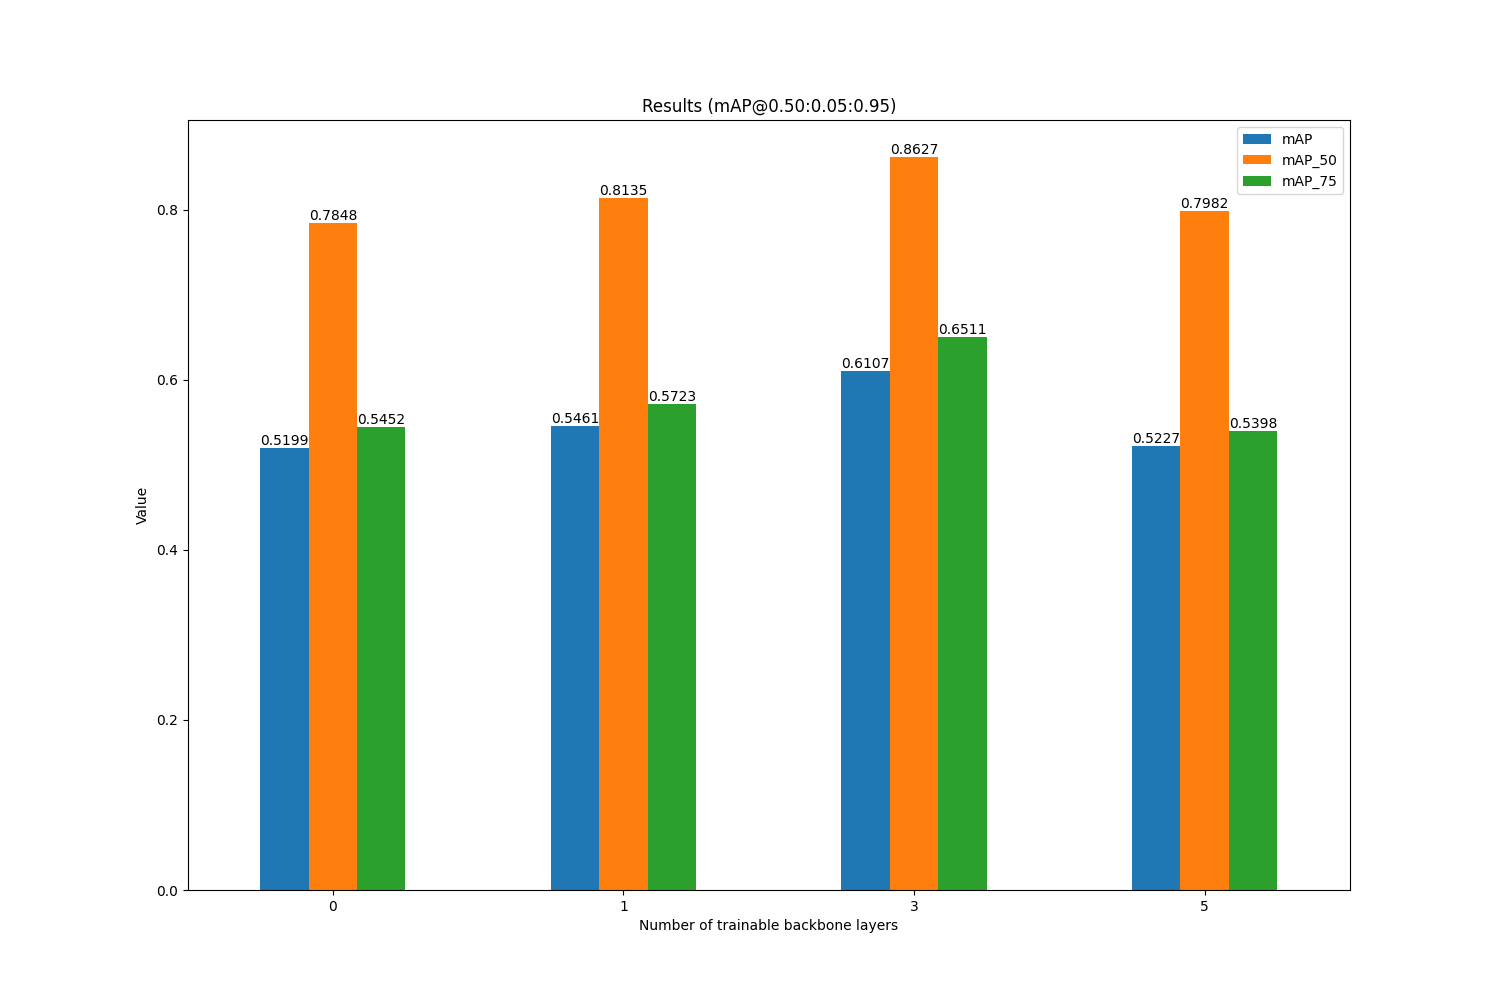 Results (mAP@0.50:0.05:0.95)
mAP
mAP_50
mAP_75
Value
0.8
0.6
0.4
0.2
0.0
0.5199
0.7848
0.5452
0.5461
0.8135
0.5723
0.6107
0.8627
0.6511
0.5227
0.7982
0.5398
0 1 3 5
Number of trainable backbone layers